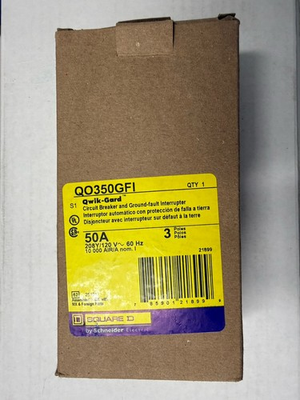 QO350GFI
QTY 1
S1 Qwik-Gard™
Circuit Breaker and Ground-fault Interrupter
Interruptor automático con protección de falla a tierra
Disjoncteur avec interrupteur sur défaut à la terre
50A
3 Poles
Polos
Pôles
208Y/120 V~ 60 Hz
10 000 AIR/A nom. I
21899
SQUARE D
by Schneider Electric